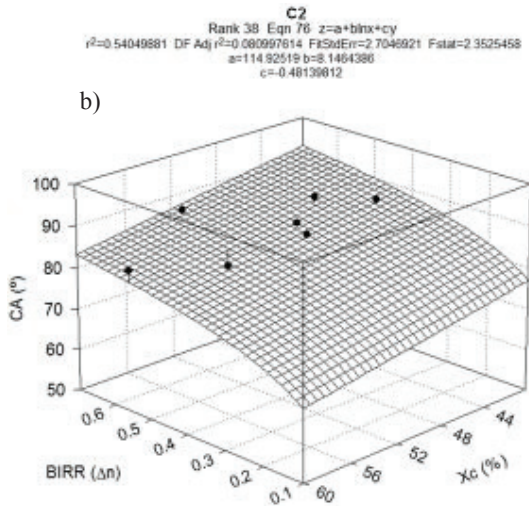 C2
Rank 38 Eqn 76 z=a+blnx+cy
r²=0.54049881 DF Adj r²=0.080997614 FitStdErr=2.7046921 Fstat=2.3525458
a=114.92519 b=8.1464386
c=-0.48139812
b)
100
90
80
70
60
50
CA (º)
0.6
0.5
0.4
0.3
0.2
0.1
BIRR (Δn)
60
56
52
48
44
Xc (%)